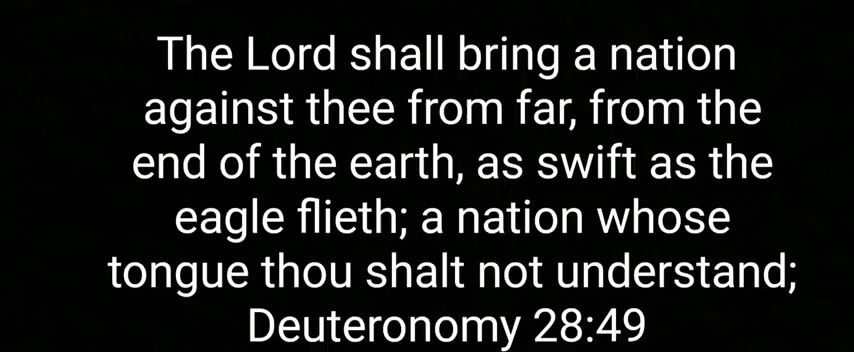 The Lord shall bring a nation
against thee from far, from the
end of the earth, as swift as the
eagle flieth; a nation whose
tongue thou shalt not understand;
Deuteronomy 28:49